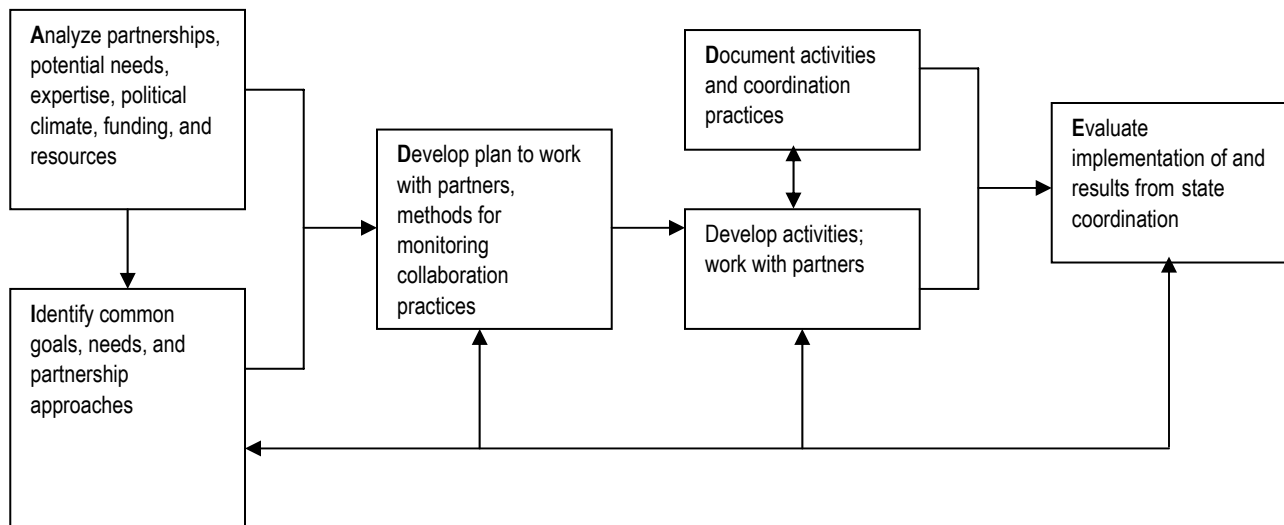 Analyze partnerships,
potential needs,
expertise, political
climate, funding, and
resources
Identify common
goals, needs, and
partnership
approaches
Develop plan to work
with partners,
methods for
monitoring
collaboration
practices
Document activities
and coordination
practices
Develop activities;
work with partners
Evaluate
implementation of and
results from state
coordination